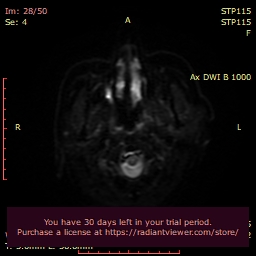 Im: 28/50
Se: 4
A
STP115
STP115
F
Ax DWI B 1000
R
L
You have 30 days left in your trial period.
Purchase a license at https://radiantviewer.com/store/